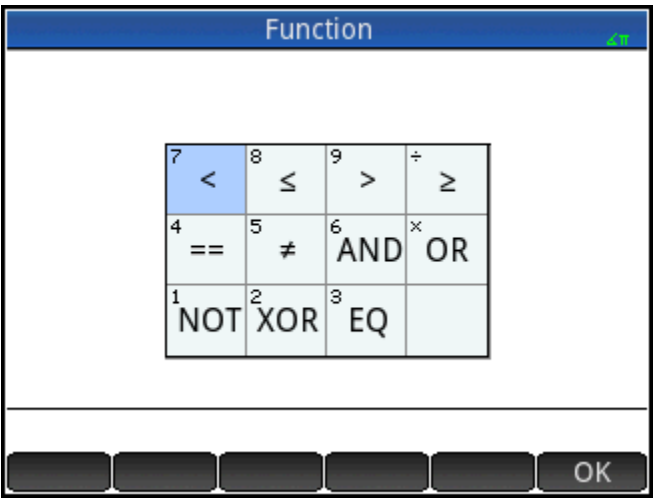 Function
∡π
7 < 8 ≤ 9 > ÷ ≥
4 == 5 ≠ 6 AND × OR
1 NOT 2 XOR 3 EQ
OK